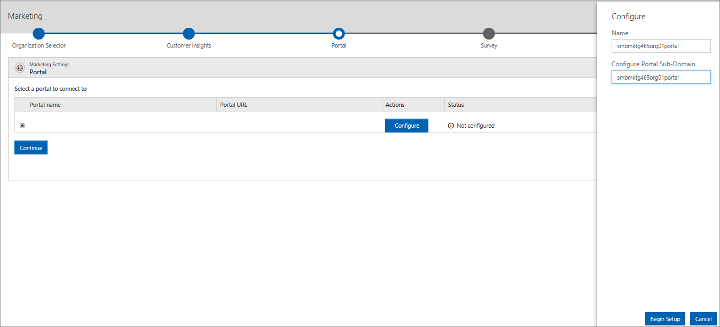 Marketing
Organization Selector
Customer Insights
Portal
Survey
Marketing Settings
Portal
Select a portal to connect to
Portal name
Portal URL
Actions
Status
Configure
Not configured
Continue
Configure
Name
smbmktg465org01portal
Configure Portal Sub-Domain
smbmktg465org01portal
Begin Setup
Cancel